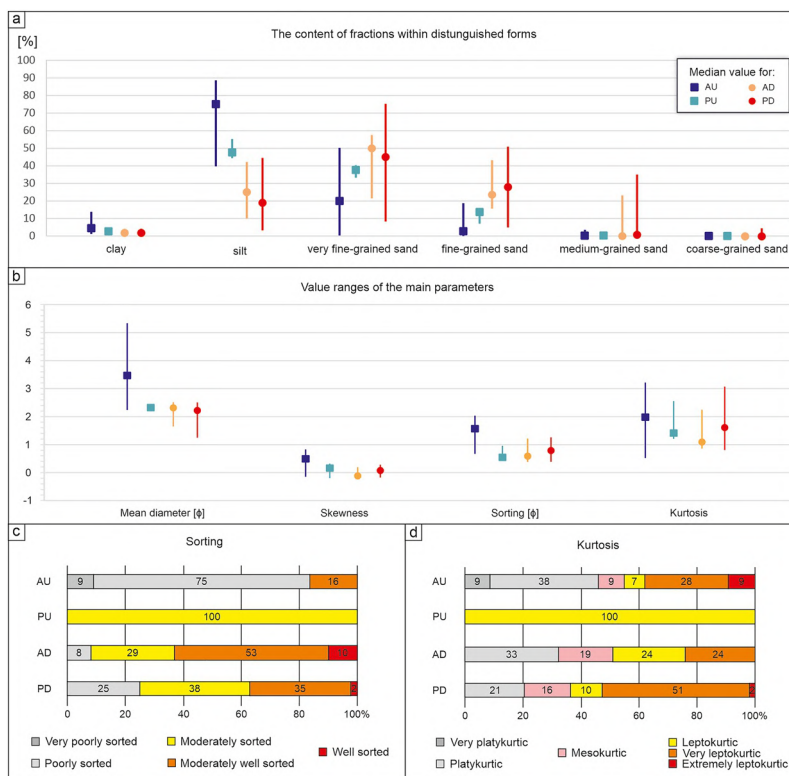 a
The content of fractions within distinguished forms
[%]
100
90
80
70
60
50
40
30
20
10
0
Median value for:
AU AD
PU PD
clay silt very fine-grained sand fine-grained sand medium-grained sand coarse-grained sand
b
Value ranges of the main parameters
6
5
4
3
2
1
0
-1
Mean diameter [ϕ] Skewness Sorting [ϕ] Kurtosis
c
Sorting
AU 9 75 16
PU 100
AD 8 29 53 10
PD 25 38 35 2
0 20 40 60 80 100%
Very poorly sorted Moderately sorted Well sorted
Poorly sorted Moderately well sorted
d
Kurtosis
AU 9 38 9 7 28 9
PU 100
AD 33 19 24 24
PD 21 16 10 51 2
0 20 40 60 80 100%
Very platykurtic Mesokurtic Leptokurtic
Platykurtic Very leptokurtic
Extremely leptokurtic